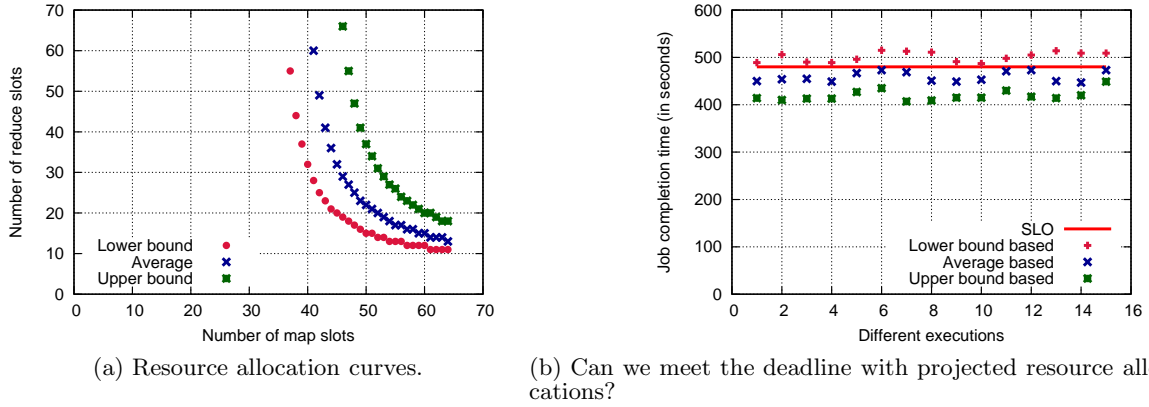 Number of reduce slots
70
60
50
40
30
20
10
0
Lower bound
Average
Upper bound
0 10 20 30 40 50 60 70
Number of map slots
(a) Resource allocation curves.
Job completion time (in seconds)
600
500
400
300
200
100
0
SLO
Lower bound based
Average based
Upper bound based
0 2 4 6 8 10 12 14 16
Different executions
(b) Can we meet the deadline with projected resource allo-
cations?